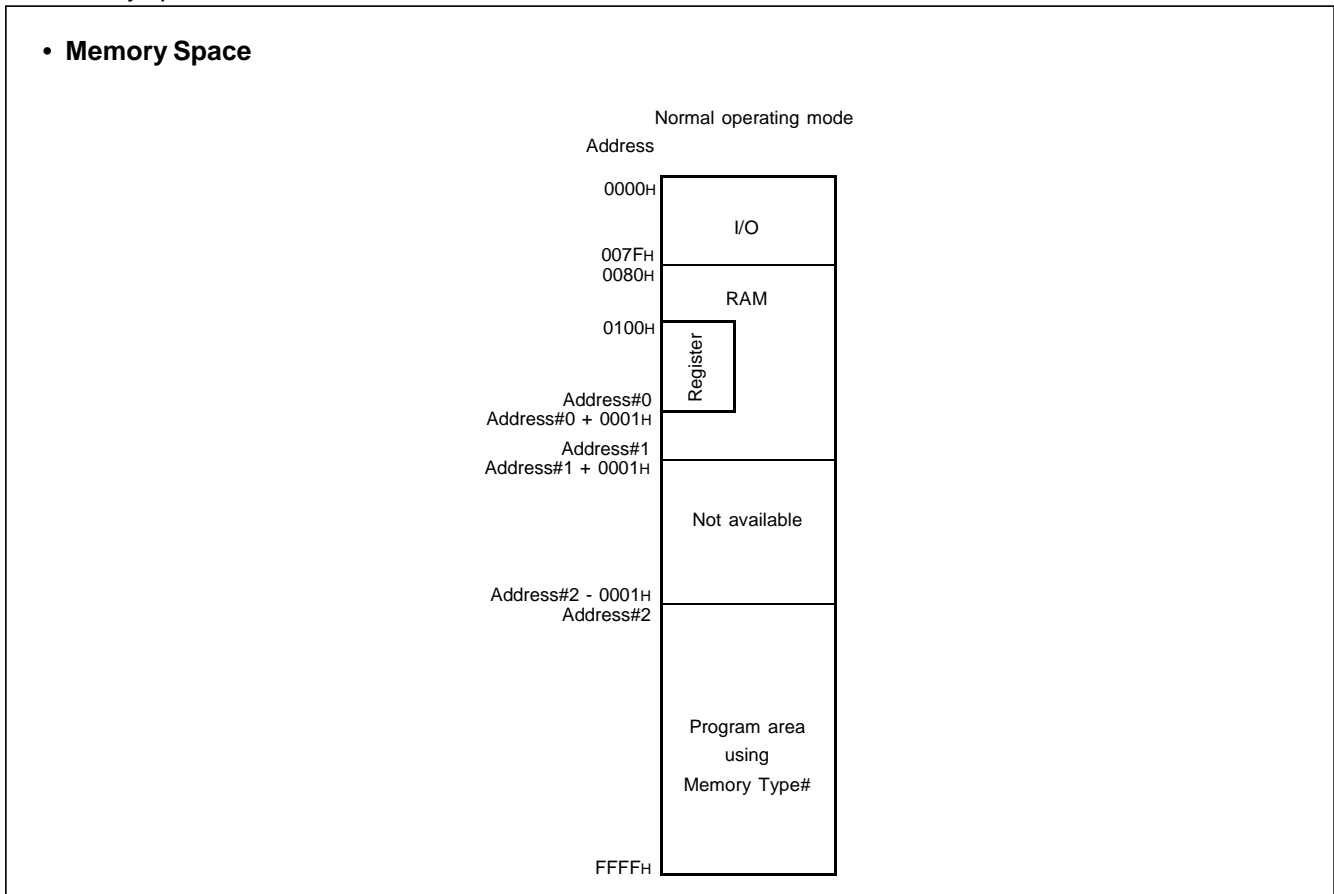 • Memory Space
Normal operating mode
Address
0000H
I/O
007FH
0080H
RAM
0100H
Register
Address#0
Address#0 + 0001H
Address#1
Address#1 + 0001H
Not available
Address#2 - 0001H
Address#2
Program area
using
Memory Type#
FFFFH